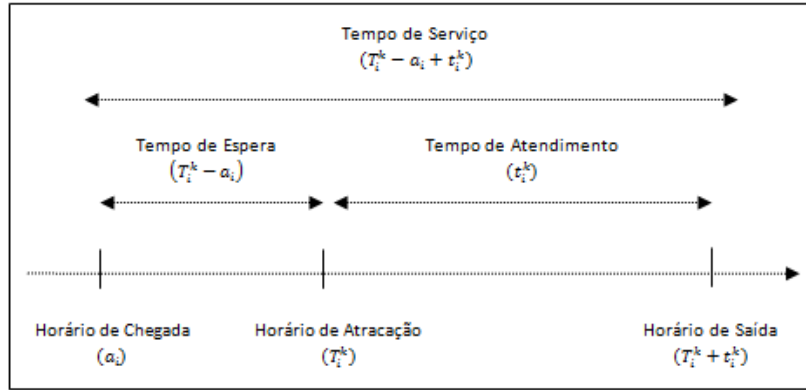 Tempo de Serviço
(T_i^k − a_i + t_i^k)
Tempo de Espera
(T_i^k − a_i)
Tempo de Atendimento
(t_i^k)
Horário de Chegada
(a_i)
Horário de Atracação
(T_i^k)
Horário de Saída
(T_i^k + t_i^k)